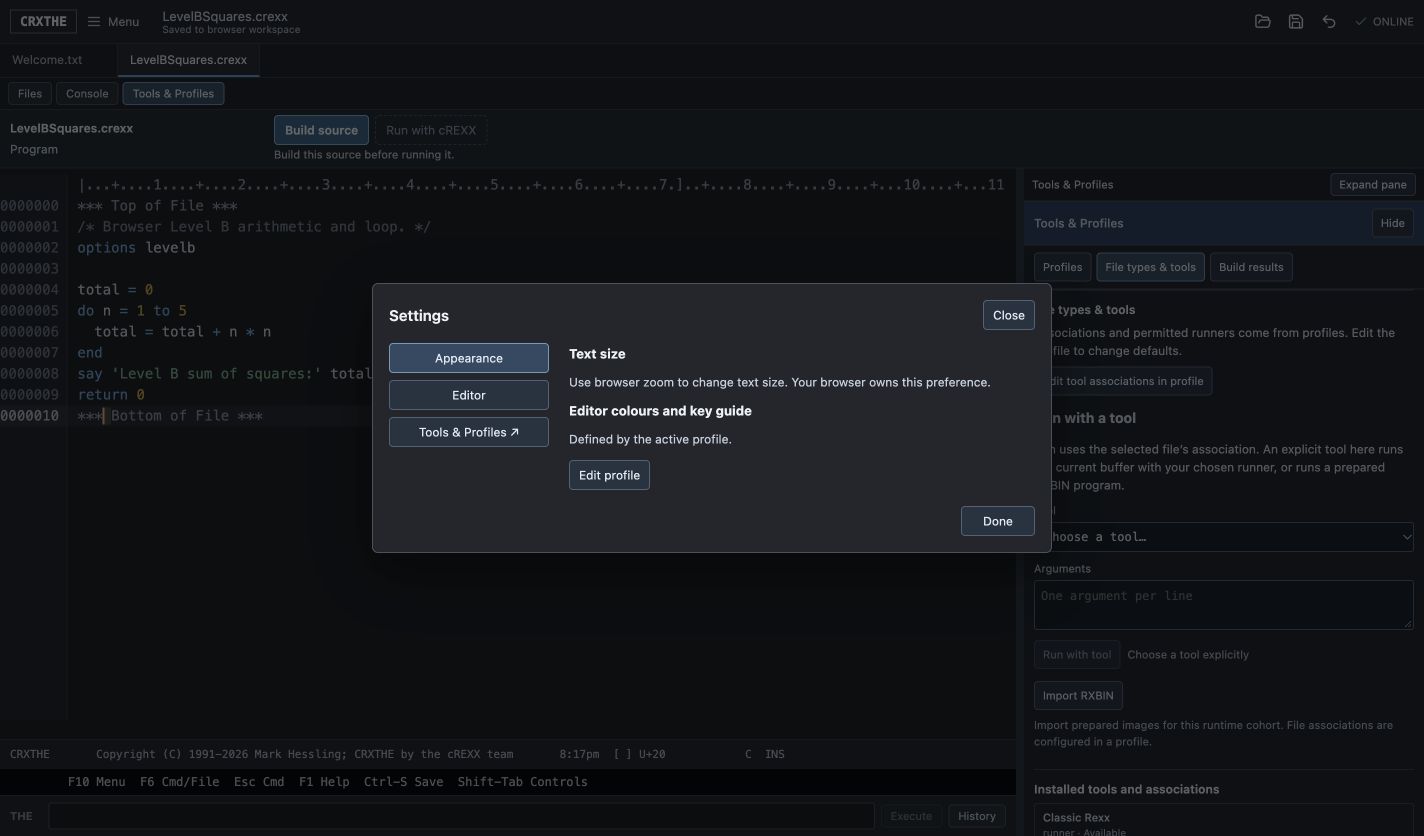 CRXTHE
Menu
LevelBSquares.crexx
Saved to browser workspace
ONLINE
Welcome.txt
LevelBSquares.crexx
Files
Console
Tools & Profiles
LevelBSquares.crexx
Program
Build source
Run with cREXX
Build this source before running it.
|...+....1....+....2....+....3....+....4....+....5....+....6....+....7.]..+....8....+....9....+...10....+...11
0000000 *** Top of File ***
0000001 /* Browser Level B arithmetic and loop. */
0000002 options levelb
0000003
0000004 total = 0
0000005 do n = 1 to 5
0000006   total = total + n * n
0000007 end
0000008 say 'Level B sum of squares:' total
0000009 return 0
0000010 *** Bottom of File ***
Settings
Close
Appearance
Editor
Tools & Profiles ↗
Text size
Use browser zoom to change text size. Your browser owns this preference.
Editor colours and key guide
Defined by the active profile.
Edit profile
Done
Tools & Profiles
Expand pane
Tools & Profiles
Hide
Profiles
File types & tools
Build results
types & tools
ociations and permitted runners come from profiles. Edit the
file to change defaults.
dit tool associations in profile
n with a tool
uses the selected file's association. An explicit tool here runs
current buffer with your chosen runner, or runs a prepared
BIN program.
hoose a tool…
Arguments
One argument per line
Run with tool
Choose a tool explicitly
Import RXBIN
Import prepared images for this runtime cohort. File associations are
configured in a profile.
Installed tools and associations
Classic Rexx
runner · Available
CRXTHE Copyright (C) 1991-2026 Mark Hessling; CRXTHE by the cREXX team 8:17pm [ ] U+20 C INS
F10 Menu F6 Cmd/File Esc Cmd F1 Help Ctrl-S Save Shift-Tab Controls
THE
Execute
History